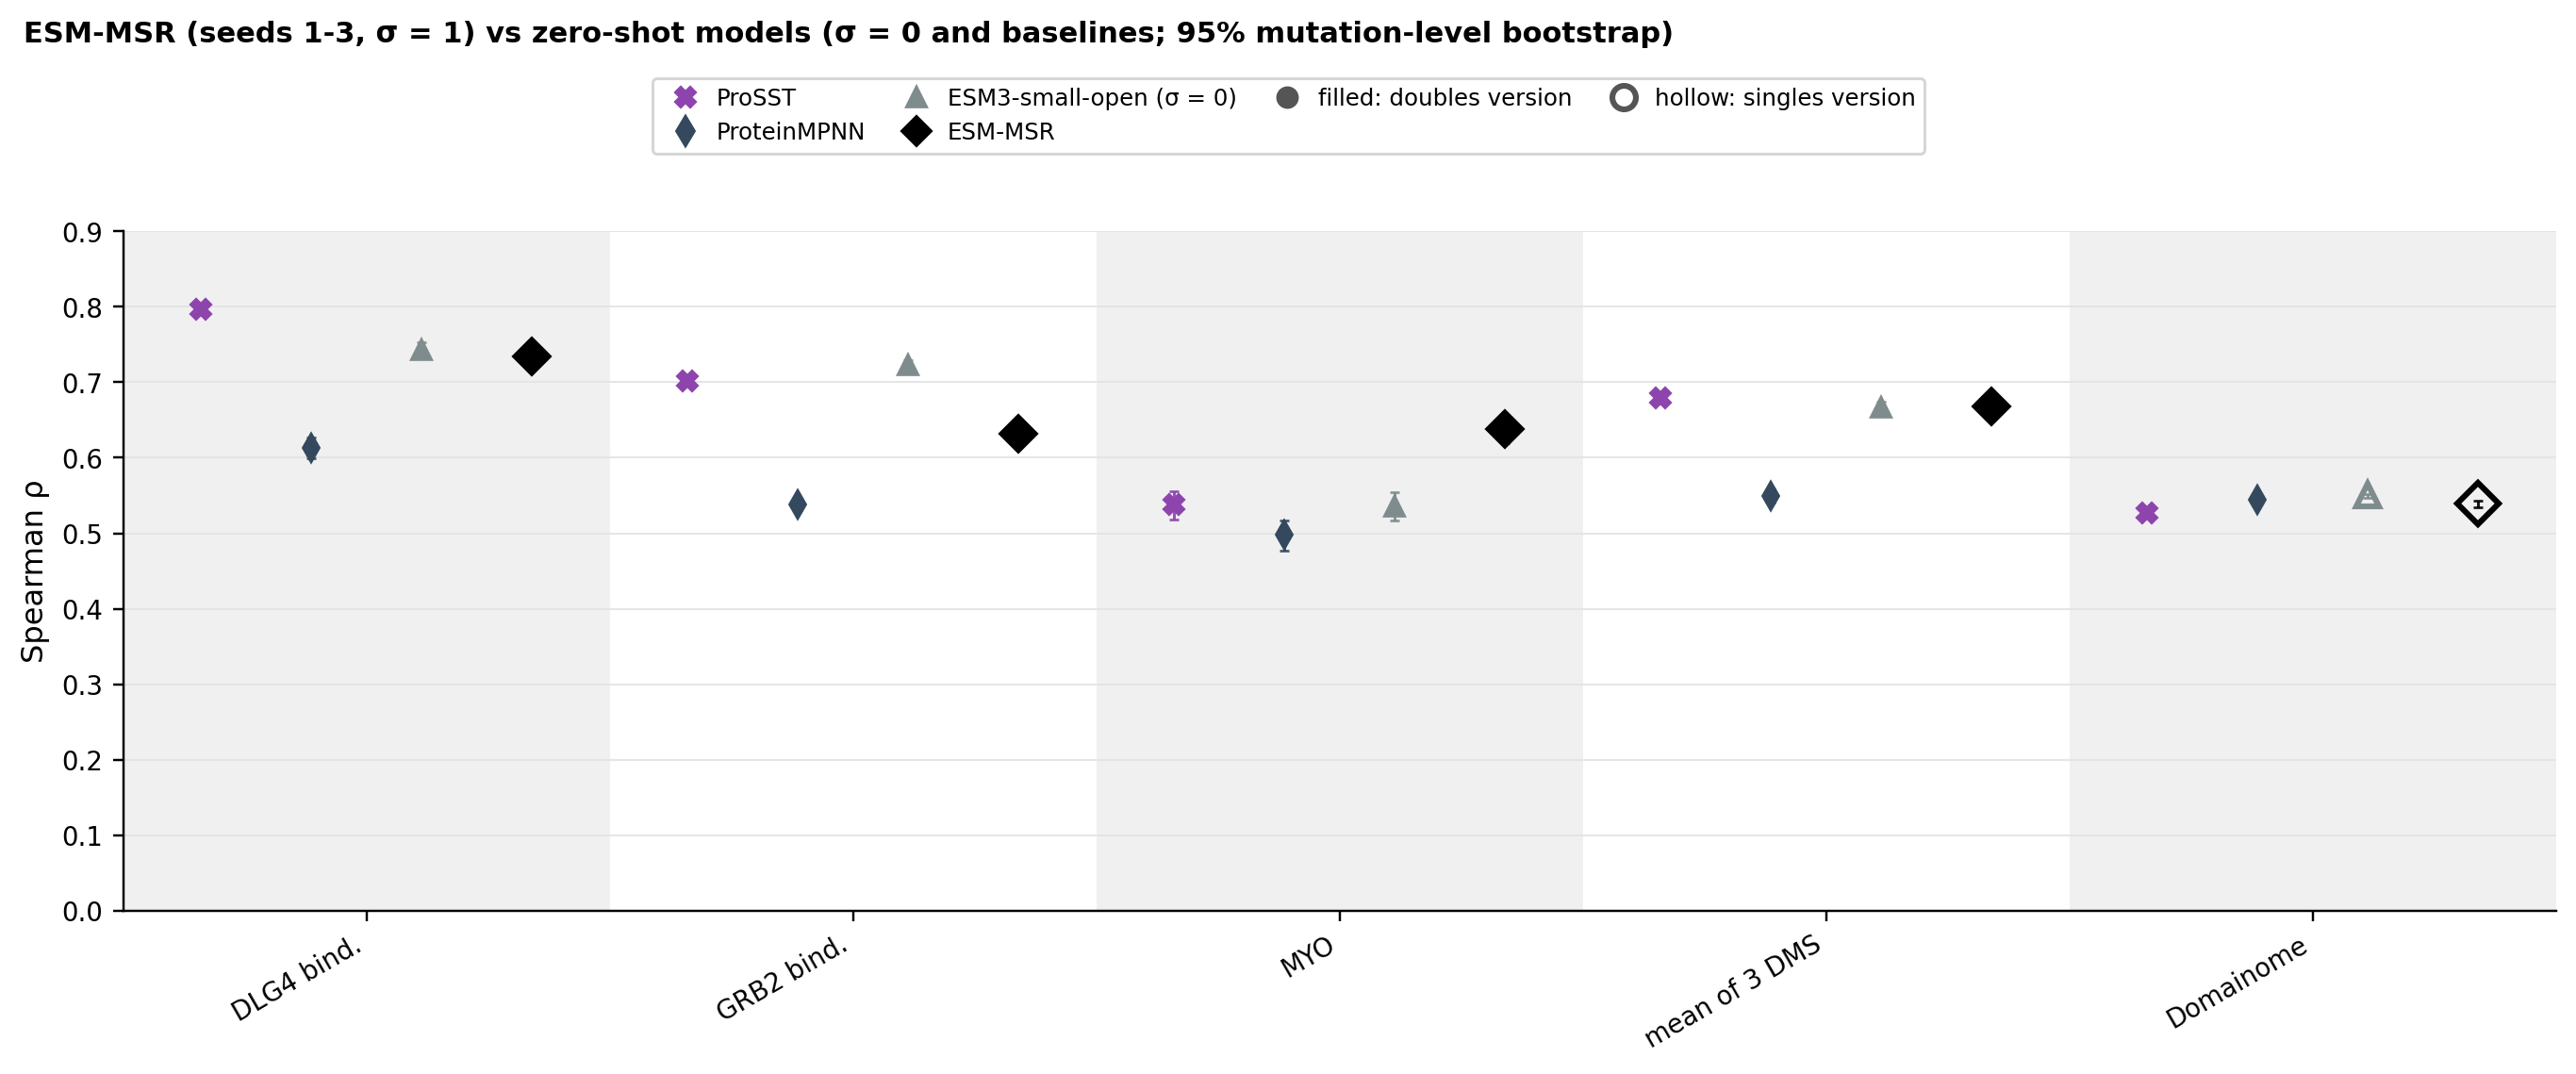 ESM-MSR (seeds 1-3, σ = 1) vs zero-shot models (σ = 0 and baselines; 95% mutation-level bootstrap)
ProSST
ProteinMPNN
ESM3-small-open (σ = 0)
ESM-MSR
filled: doubles version
hollow: singles version
Spearman ρ
0.9
0.8
0.7
0.6
0.5
0.4
0.3
0.2
0.1
0.0
DLG4 bind.
GRB2 bind.
MYO
mean of 3 DMS
Domainome